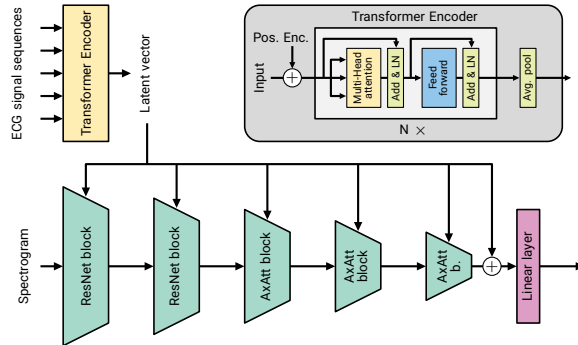 ECG signal sequences
Transformer Encoder
Latent vector
Transformer Encoder
Pos. Enc.
Input
Multi-Head
attention
Add & LN
Feed
forward
Add & LN
Avg. pool
N ×
Spectrogram
ResNet block
ResNet block
AxAtt block
AxAtt
block
AxAtt
b.
Linear layer